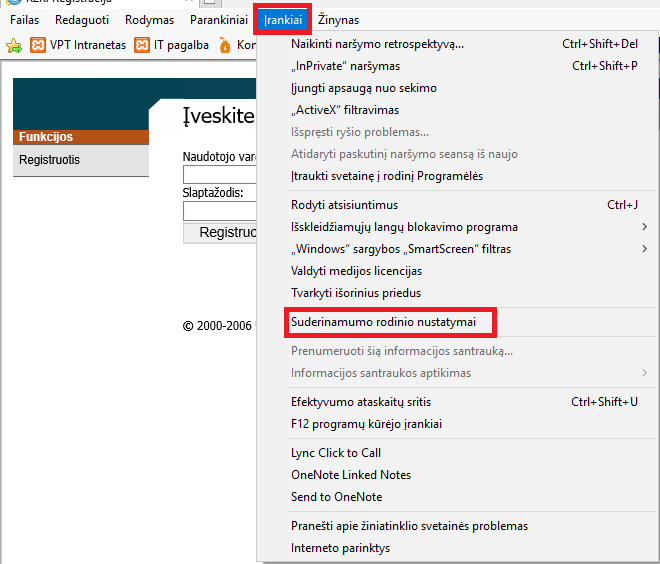 KERP Registracija
Failas Redaguoti Rodymas Parankiniai Įrankiai Žinynas
VPT Intranetas IT pagalba Kon
Naikinti naršymo retrospektyvą... Ctrl+Shift+Del
„InPrivate“ naršymas Ctrl+Shift+P
Įjungti apsaugą nuo sekimo
„ActiveX“ filtravimas
Išspręsti ryšio problemas...
Atidaryti paskutinį naršymo seansą iš naujo
Įtraukti svetainę į rodinį Programėlės
Rodyti atsisiuntimus Ctrl+J
Išskleidžiamųjų langų blokavimo programa
„Windows“ sargybos „SmartScreen“ filtras
Valdyti medijos licencijas
Tvarkyti išorinius priedus
Suderinamumo rodinio nustatymai
Prenumeruoti šią informacijos santrauką...
Informacijos santraukos aptikimas
Efektyvumo ataskaitų sritis Ctrl+Shift+U
F12 programų kūrėjo įrankiai
Lync Click to Call
OneNote Linked Notes
Send to OneNote
Pranešti apie žiniatinklio svetainės problemas
Interneto parinktys
Funkcijos
Registruotis
Įveskite
Naudotojo var
Slaptažodis:
Registruo
© 2000-2006